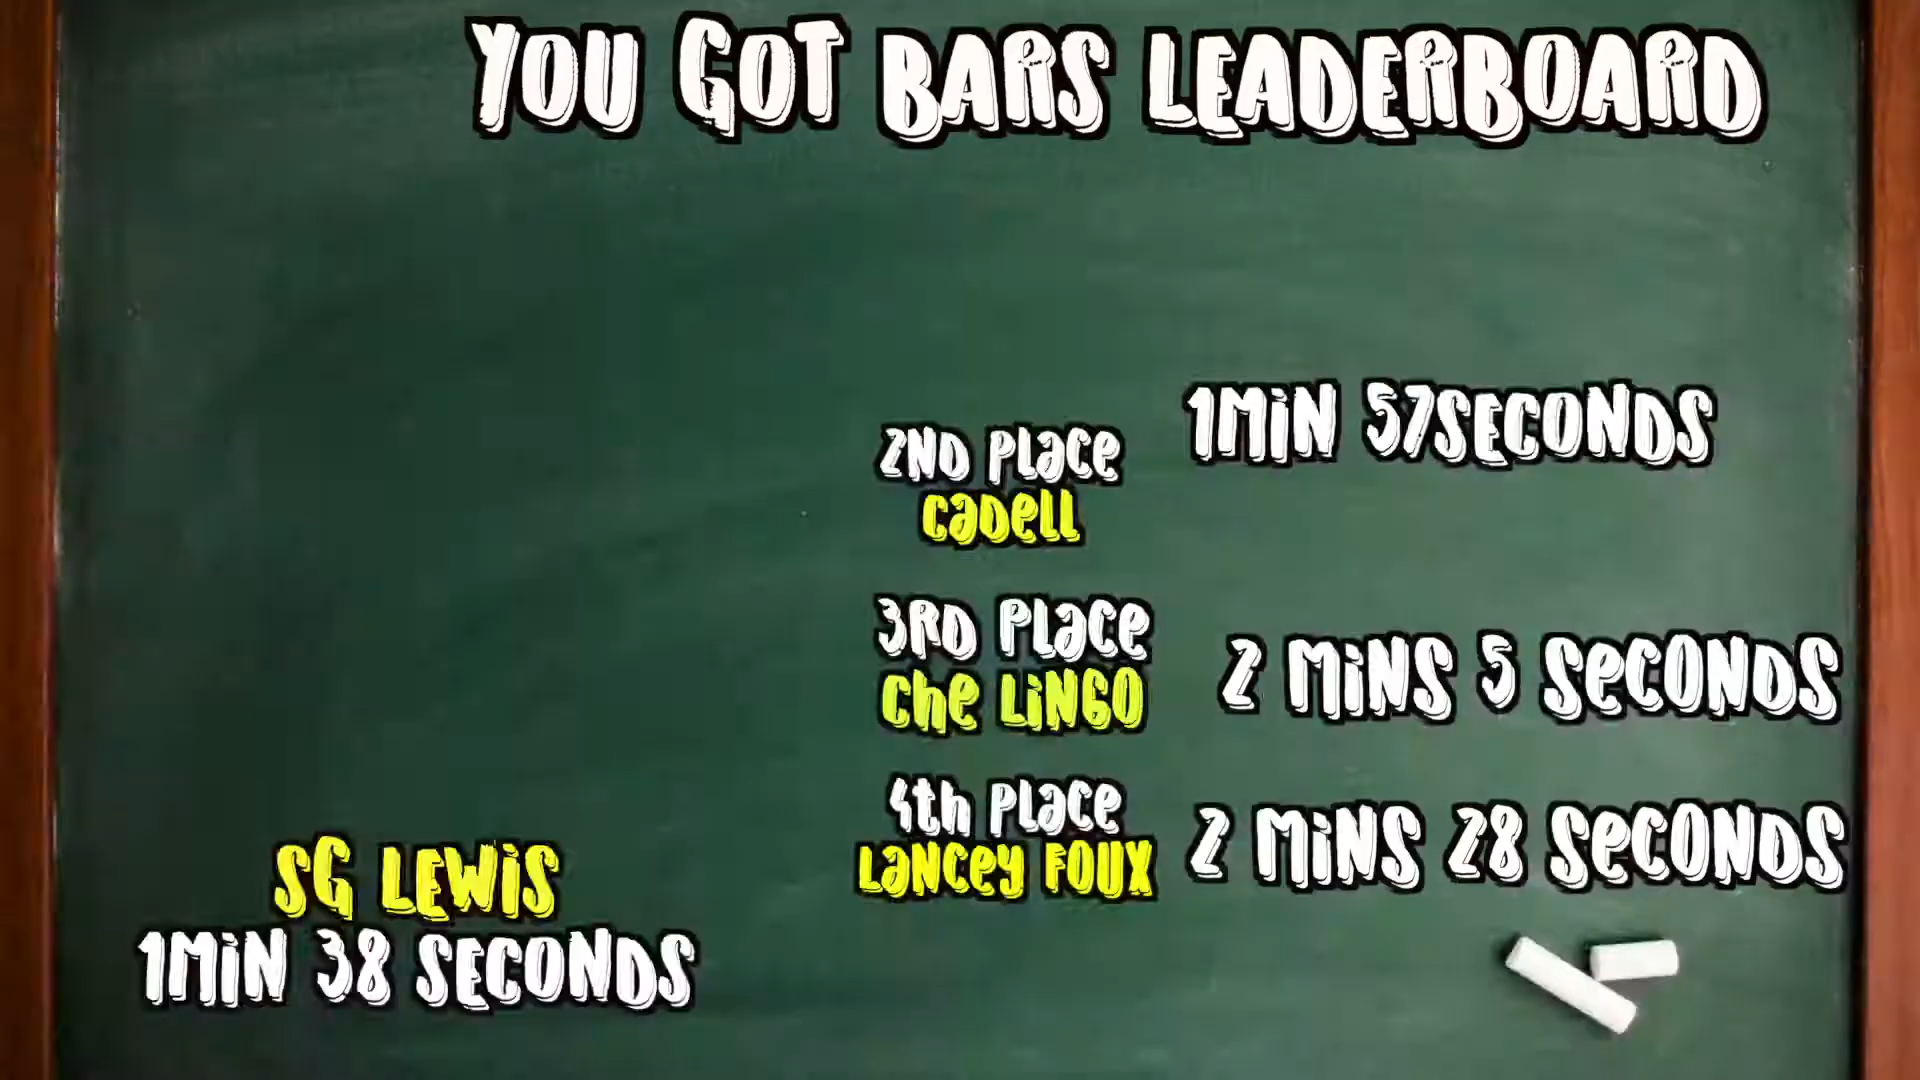 YOU GOT BARS LEADERBOARD
1MiN 57SECONDS
2ND PLaCe
CaDeLL
3RD PLaCe
Che LiNGO
2 MiNS 5 SeCONDS
4th PLaCe
LaNCey FOUX
2 MiNS 28 SeCONDS
SG LEWiS
1MiN 38 SECONDS